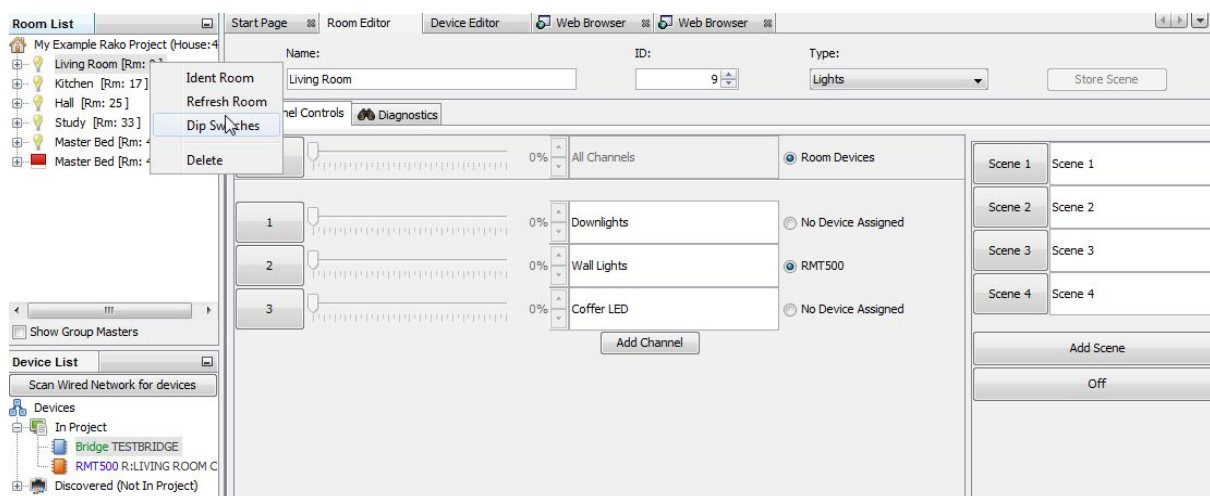 Room List
My Example Rako Project (House:4
Living Room [Rm:
Kitchen [Rm: 17]
Hall [Rm: 25]
Study [Rm: 33]
Master Bed [Rm: 4
Master Bed [Rm: 4
Ident Room
Refresh Room
Dip Switches
Delete
Show Group Masters
Device List
Scan Wired Network for devices
Devices
In Project
Bridge TESTBRIDGE
RMT500 R:LIVING ROOM C
Discovered (Not In Project)
Start Page Room Editor Device Editor Web Browser Web Browser
Name: ID: Type:
Living Room 9 Lights Store Scene
nel Controls Diagnostics
0% All Channels Room Devices
1 0% Downlights No Device Assigned
2 0% Wall Lights RMT500
3 0% Coffer LED No Device Assigned
Add Channel
Scene 1 Scene 1
Scene 2 Scene 2
Scene 3 Scene 3
Scene 4 Scene 4
Add Scene
Off